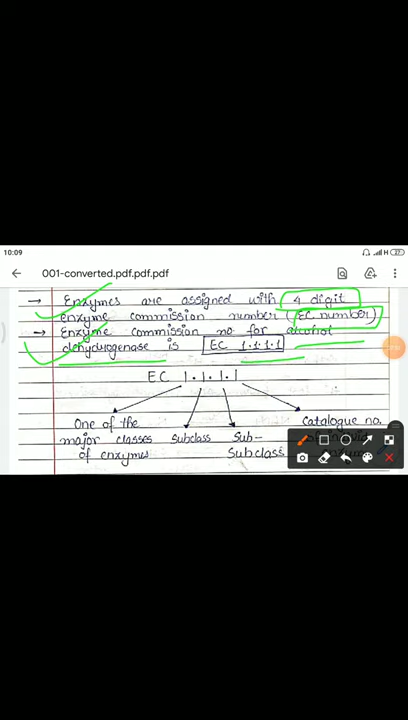 10:09
H 27
001-converted.pdf.pdf.pdf
→ Enzymes are assigned with 4 digit
enzyme commission number (EC number)
→ Enzyme commission no for alcohol
dehydrogenase is EC 1.1.1.1
EC 1.1.1.1
One of the major classes of enzymes
Subclass
Sub-Subclass
Catalogue no.